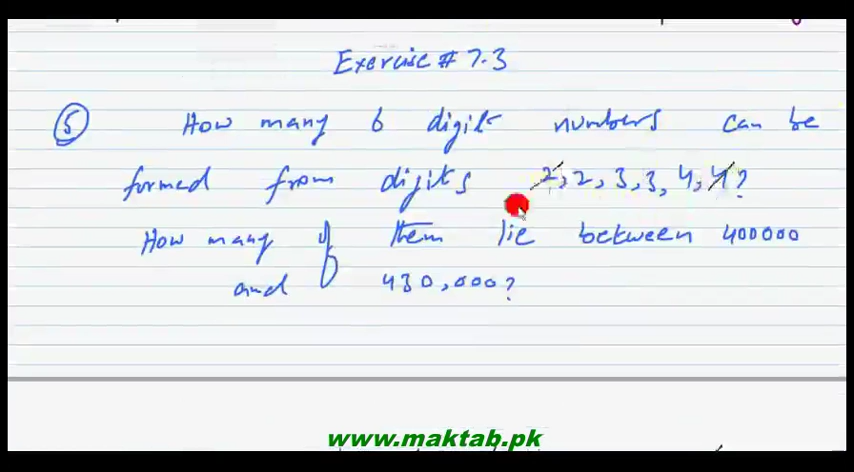 Exercise # 7.3
⑤ How many 6 digit numbers can be
formed from digits 2, 2, 3, 3, 4, 4?
How many of them lie between 400000
and 430,000?
www.maktab.pk